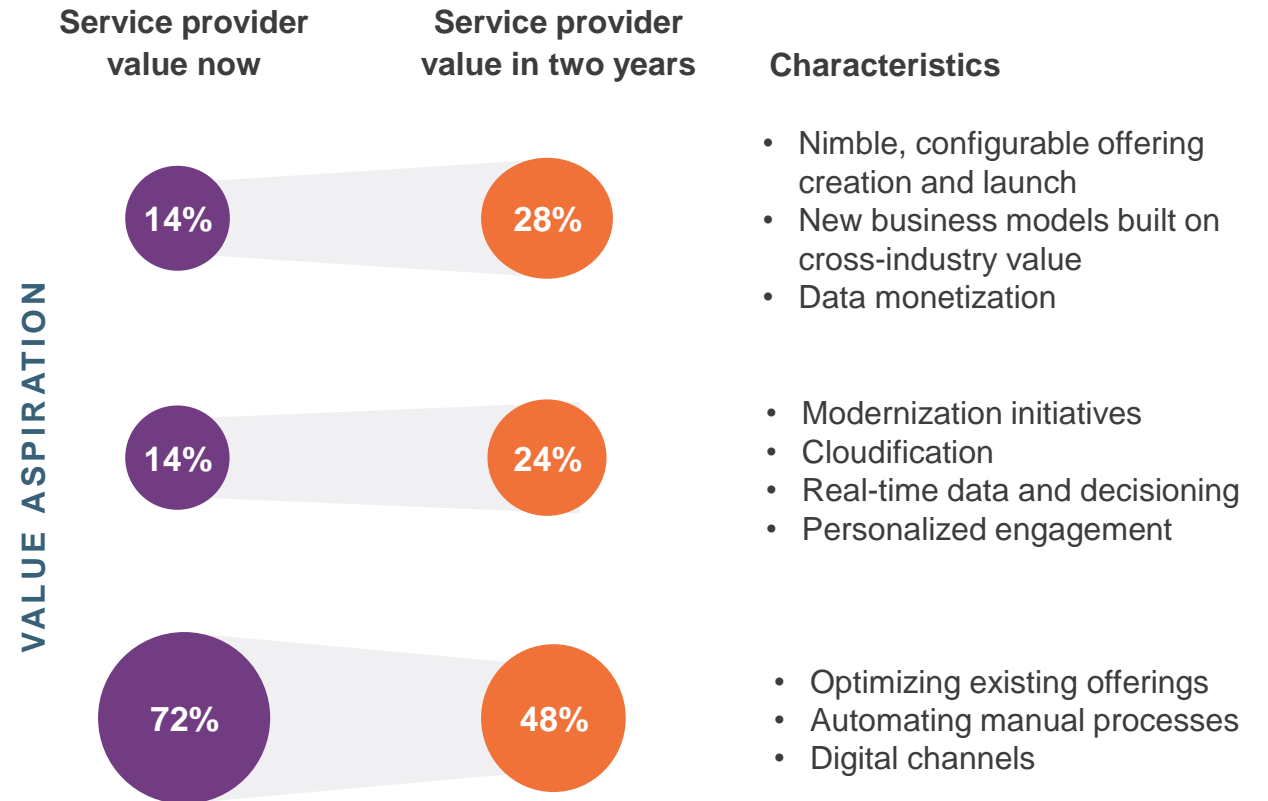 Service provider
value now
Service provider
value in two years
Characteristics
VALUE ASPIRATION
14%
28%
• Nimble, configurable offering
creation and launch
• New business models built on
cross-industry value
• Data monetization
14%
24%
• Modernization initiatives
• Cloudification
• Real-time data and decisioning
• Personalized engagement
72%
48%
• Optimizing existing offerings
• Automating manual processes
• Digital channels